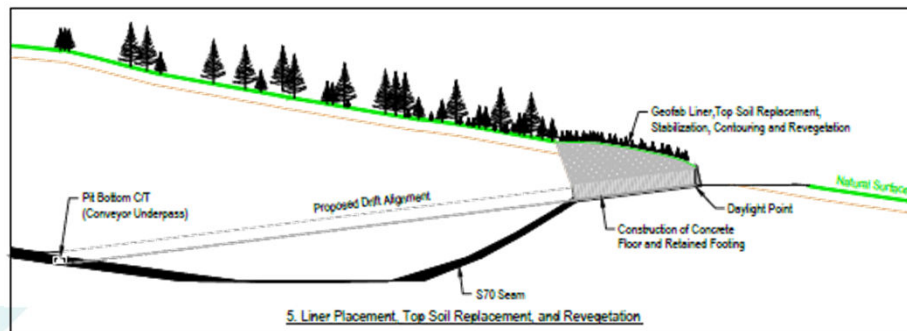 Geofab Liner,Top Soil Replacement,
Stabilization, Contouring and Revegetation
Natural Surface
Proposed Drift Alignment
Pit Bottom C/T
(Conveyor Underpass)
Daylight Point
Construction of Concrete
Floor and Retained Footing
S70 Seam
5. Liner Placement, Top Soil Replacement, and Revegetation